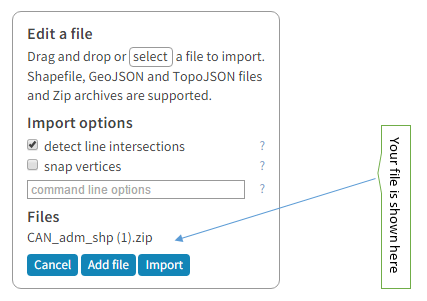 Edit a file
Drag and drop or select a file to import.
Shapefile, GeoJSON and TopoJSON files
and Zip archives are supported.
Import options
detect line intersections ?
snap vertices ?
command line options ?
Files
CAN_adm_shp (1).zip
Cancel Add file Import
Your file is shown here